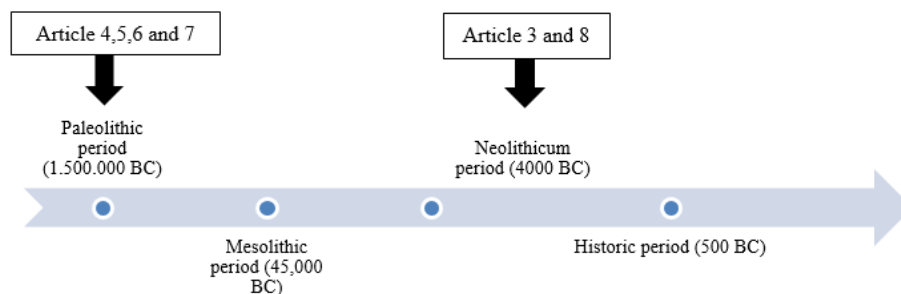 Article 4,5,6 and 7
Article 3 and 8
Paleolithic
period
(1.500.000 BC)
Neolithicum
period (4000 BC)
Mesolithic
period (45,000
BC)
Historic period (500 BC)